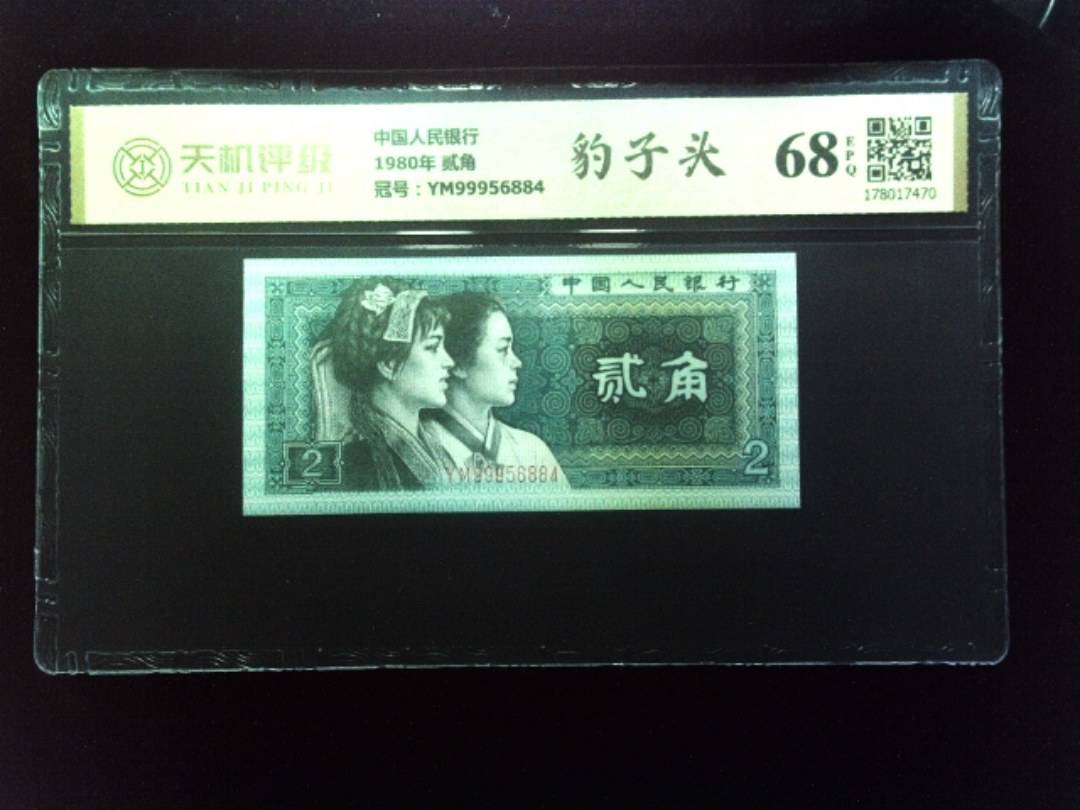 天机评级
TIAN JI PING JI
中国人民银行
1980年 贰角
冠号：YM99956884
豹子头
68
EPQ
178017470
中国人民银行
贰角
2
YM99956884
2